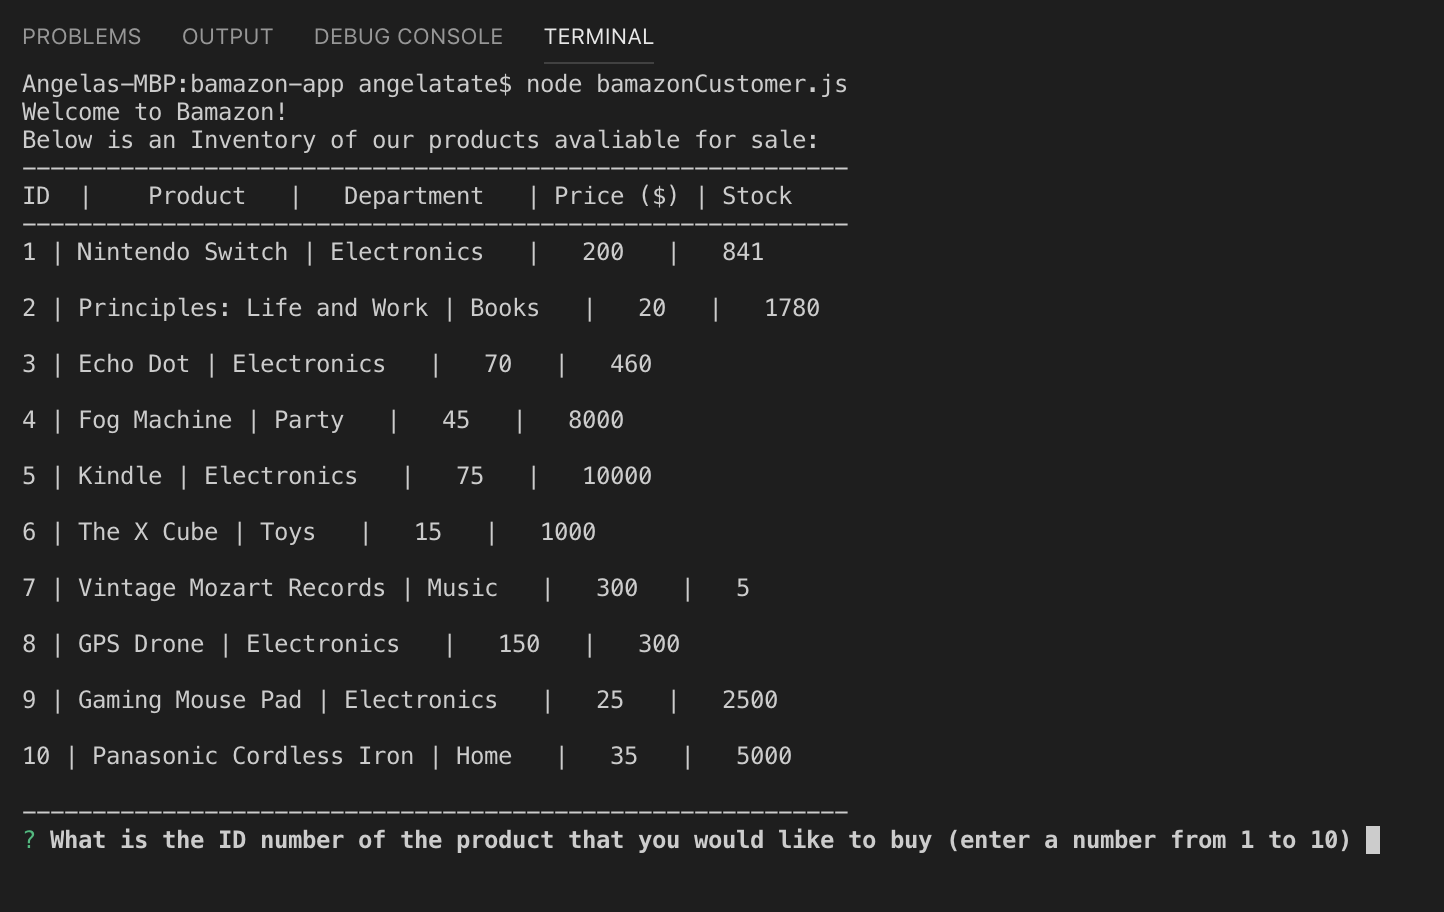 PROBLEMS OUTPUT DEBUG CONSOLE TERMINAL
Angelas-MBP:bamazon-app angelatate$ node bamazonCustomer.js
Welcome to Bamazon!
Below is an Inventory of our products avaliable for sale:
-----------------------------------------------------------
ID  |    Product   |   Department   | Price ($) | Stock
-----------------------------------------------------------
1 | Nintendo Switch | Electronics   |   200   |   841
2 | Principles: Life and Work | Books   |   20   |   1780
3 | Echo Dot | Electronics   |   70   |   460
4 | Fog Machine | Party   |   45   |   8000
5 | Kindle | Electronics   |   75   |   10000
6 | The X Cube | Toys   |   15   |   1000
7 | Vintage Mozart Records | Music   |   300   |   5
8 | GPS Drone | Electronics   |   150   |   300
9 | Gaming Mouse Pad | Electronics   |   25   |   2500
10 | Panasonic Cordless Iron | Home   |   35   |   5000
-----------------------------------------------------------
? What is the ID number of the product that you would like to buy (enter a number from 1 to 10)